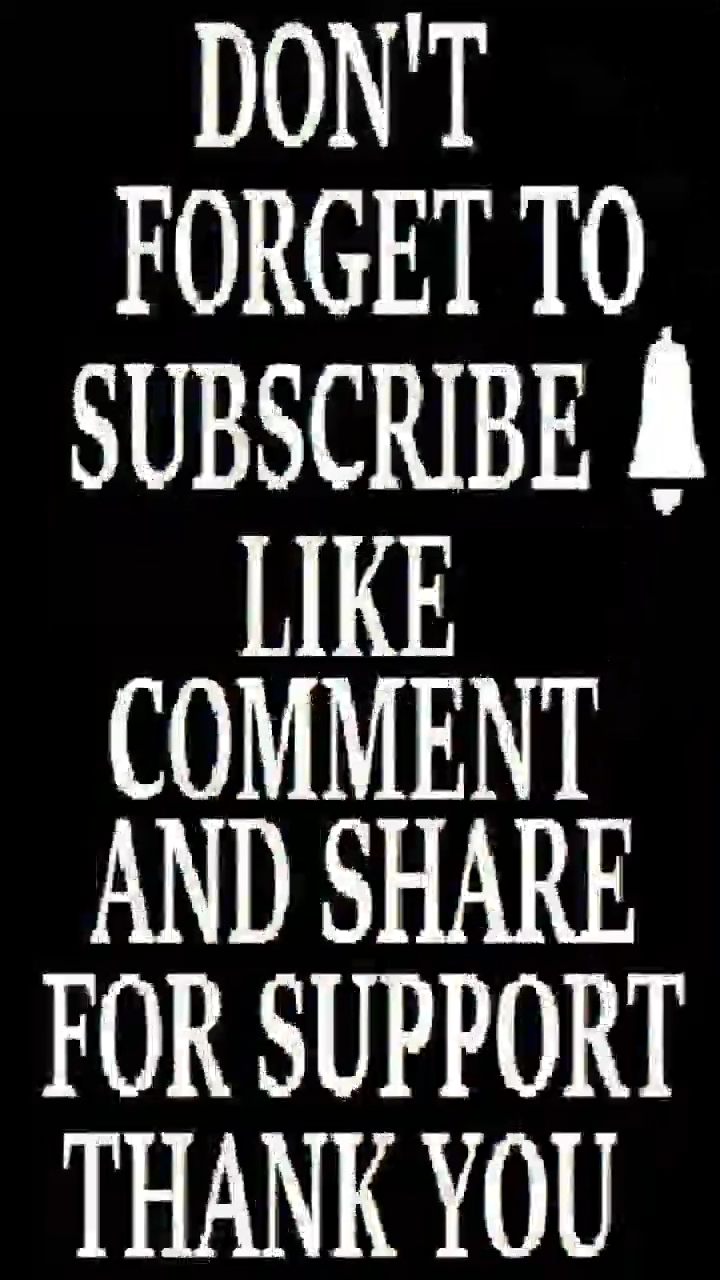 DON'T
FORGET TO
SUBSCRIBE
LIKE
COMMENT
AND SHARE
FOR SUPPORT
THANK YOU